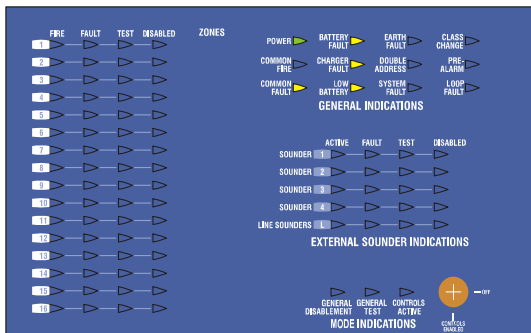 FIRE FAULT TEST DISABLED ZONES
1
2
3
4
5
6
7
8
9
10
11
12
13
14
15
16
POWER BATTERY FAULT EARTH FAULT CLASS CHANGE
COMMON FIRE CHARGER FAULT DOUBLE ADDRESS PRE-ALARM
COMMON FAULT LOW BATTERY SYSTEM FAULT LOOP FAULT
GENERAL INDICATIONS
ACTIVE FAULT TEST DISABLED
SOUNDER 1
SOUNDER 2
SOUNDER 3
SOUNDER 4
LINE SOUNDERS L
EXTERNAL SOUNDER INDICATIONS
GENERAL DISABLEMENT GENERAL TEST CONTROLS ACTIVE
MODE INDICATIONS
OFF
CONTROLS
ENABLED